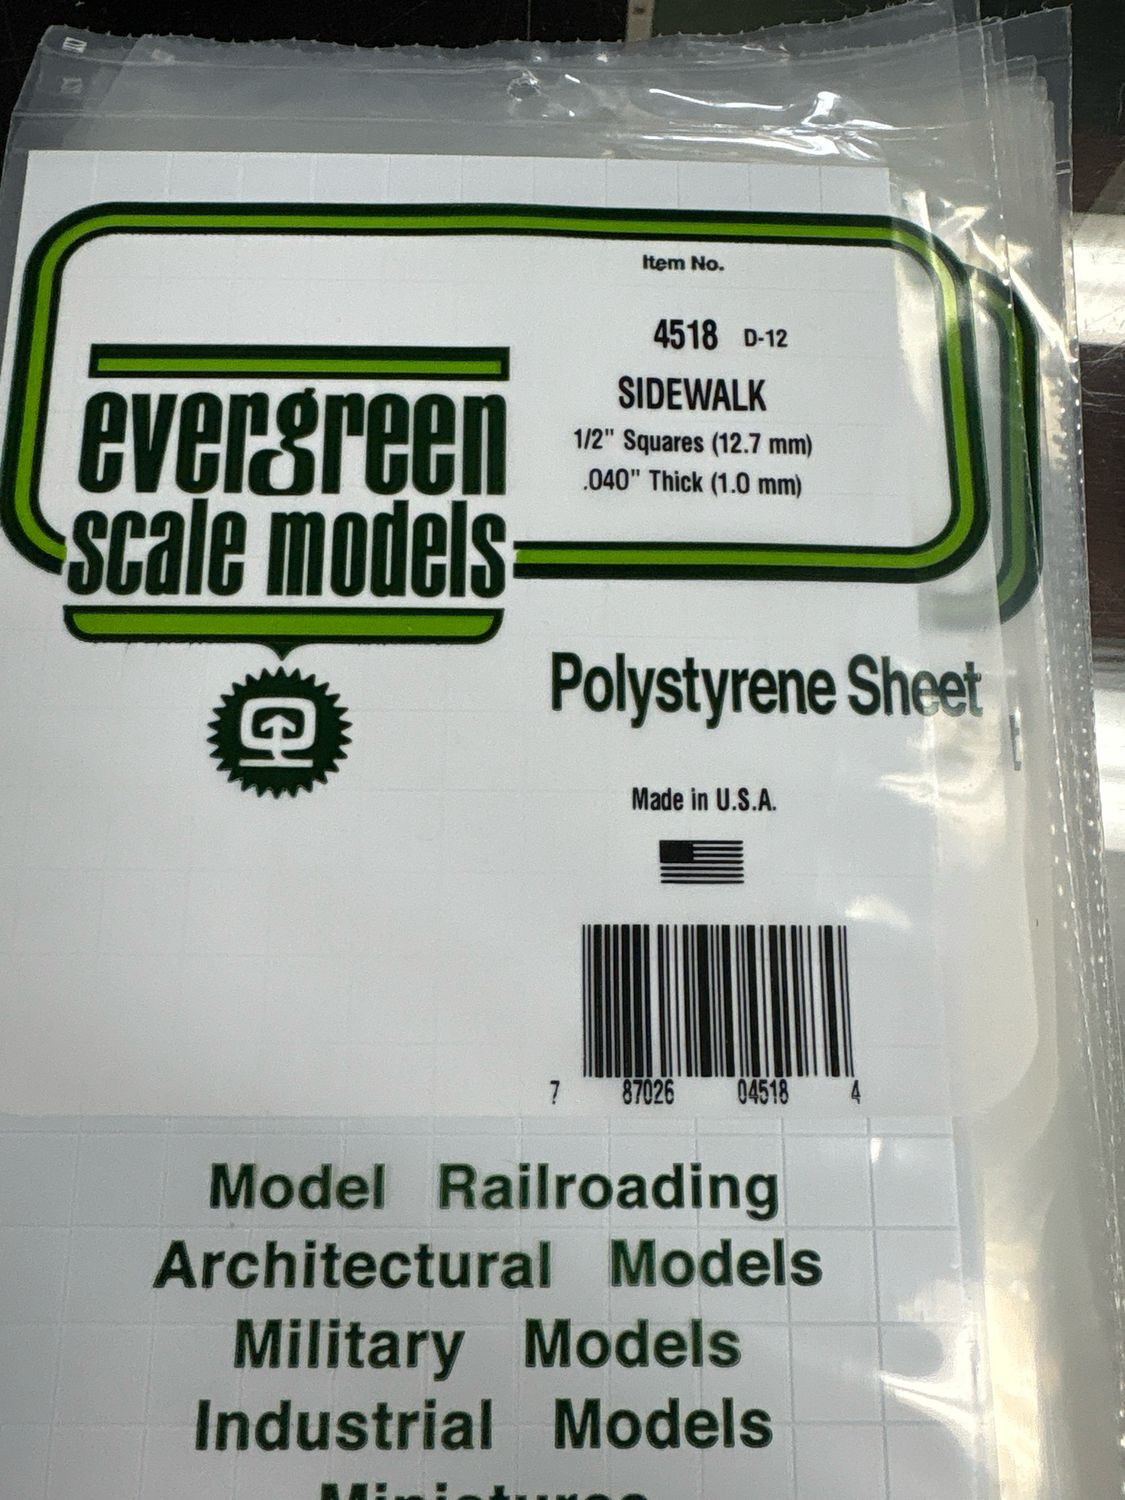 Item No.
4518 D-12
SIDEWALK
1/2" Squares (12.7 mm)
.040" Thick (1.0 mm)
evergreen
scale models
Polystyrene Sheet
Made in U.S.A.
7 87026 04518 4
Model Railroading
Architectural Models
Military Models
Industrial Models
Miniatures